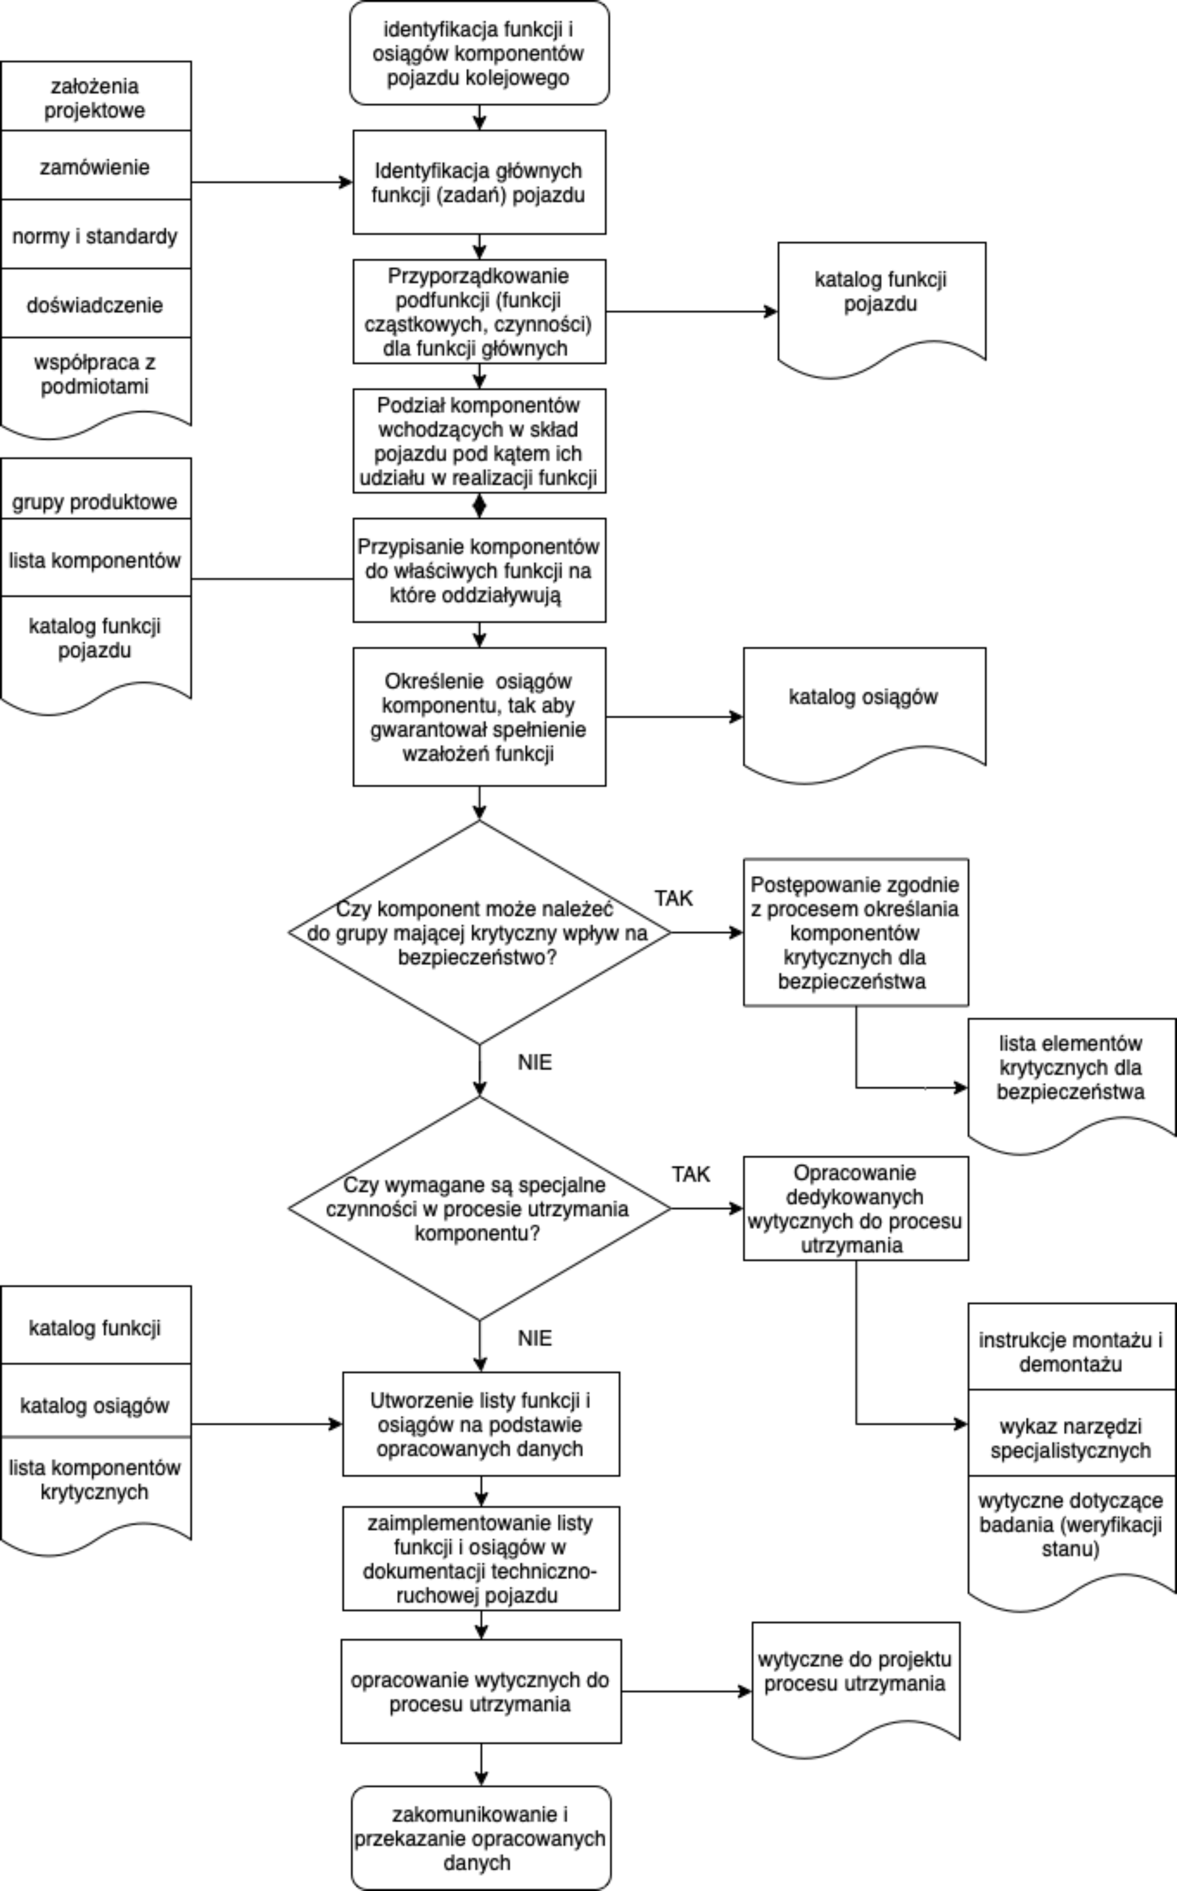 identyfikacja funkcji i
osiągów komponentów
pojazdu kolejowego
założenia
projektowe
zamówienie
normy i standardy
doświadczenie
współpraca z
podmiotami
Identyfikacja głównych
funkcji (zadań) pojazdu
Przyporządkowanie
podfunkcji (funkcji
cząstkowych, czynności)
dla funkcji głównych
katalog funkcji
pojazdu
Podział komponentów
wchodzących w skład
pojazdu pod kątem ich
udziału w realizacji funkcji
grupy produktowe
lista komponentów
katalog funkcji
pojazdu
Przypisanie komponentów
do właściwych funkcji na
które oddziaływują
Określenie osiągów
komponentu, tak aby
gwarantował spełnienie
wzałożeń funkcji
katalog osiągów
Czy komponent może należeć
do grupy mającej krytyczny wpływ na
bezpieczeństwo?
TAK
Postępowanie zgodnie
z procesem określania
komponentów
krytycznych dla
bezpieczeństwa
NIE
lista elementów
krytycznych dla
bezpieczeństwa
Czy wymagane są specjalne
czynności w procesie utrzymania
komponentu?
TAK
Opracowanie
dedykowanych
wytycznych do procesu
utrzymania
NIE
instrukcje montażu i
demontażu
wykaz narzędzi
specjalistycznych
wytyczne dotyczące
badania (weryfikacji
stanu)
katalog funkcji
katalog osiągów
lista komponentów
krytycznych
Utworzenie listy funkcji i
osiągów na podstawie
opracowanych danych
zaimplementowanie listy
funkcji i osiągów w
dokumentacji techniczno-
ruchowej pojazdu
opracowanie wytycznych do
procesu utrzymania
wytyczne do projektu
procesu utrzymania
zakomunikowanie i
przekazanie opracowanych
danych